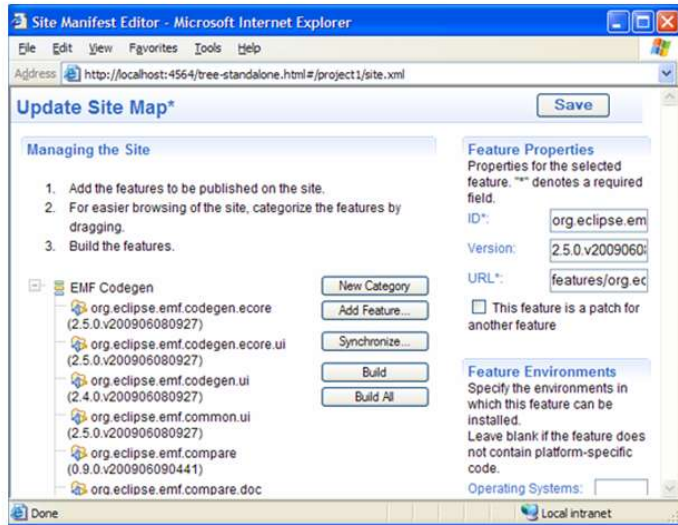 Site Manifest Editor - Microsoft Internet Explorer
File Edit View Favorites Tools Help
Address http://localhost:4564/tree-standalone.html#/project1/site.xml
Update Site Map*
Save
Managing the Site
1. Add the features to be published on the site.
2. For easier browsing of the site, categorize the features by
dragging.
3. Build the features.
EMF Codegen
org.eclipse.emf.codegen.ecore
(2.5.0.v200906080927)
org.eclipse.emf.codegen.ecore.ui
(2.5.0.v200906080927)
org.eclipse.emf.codegen.ui
(2.4.0.v200906080927)
org.eclipse.emf.common.ui
(2.5.0.v200906080927)
org.eclipse.emf.compare
(0.9.0.v200906090441)
org.eclipse.emf.compare.doc
New Category
Add Feature...
Synchronize...
Build
Build All
Feature Properties
Properties for the selected
feature. "*" denotes a required
field.
ID*: org.eclipse.em
Version: 2.5.0.v2009060
URL*: features/org.ec
This feature is a patch for
another feature
Feature Environments
Specify the environments in
which this feature can be
installed.
Leave blank if the feature does
not contain platform-specific
code.
Operating Systems:
Done
Local intranet